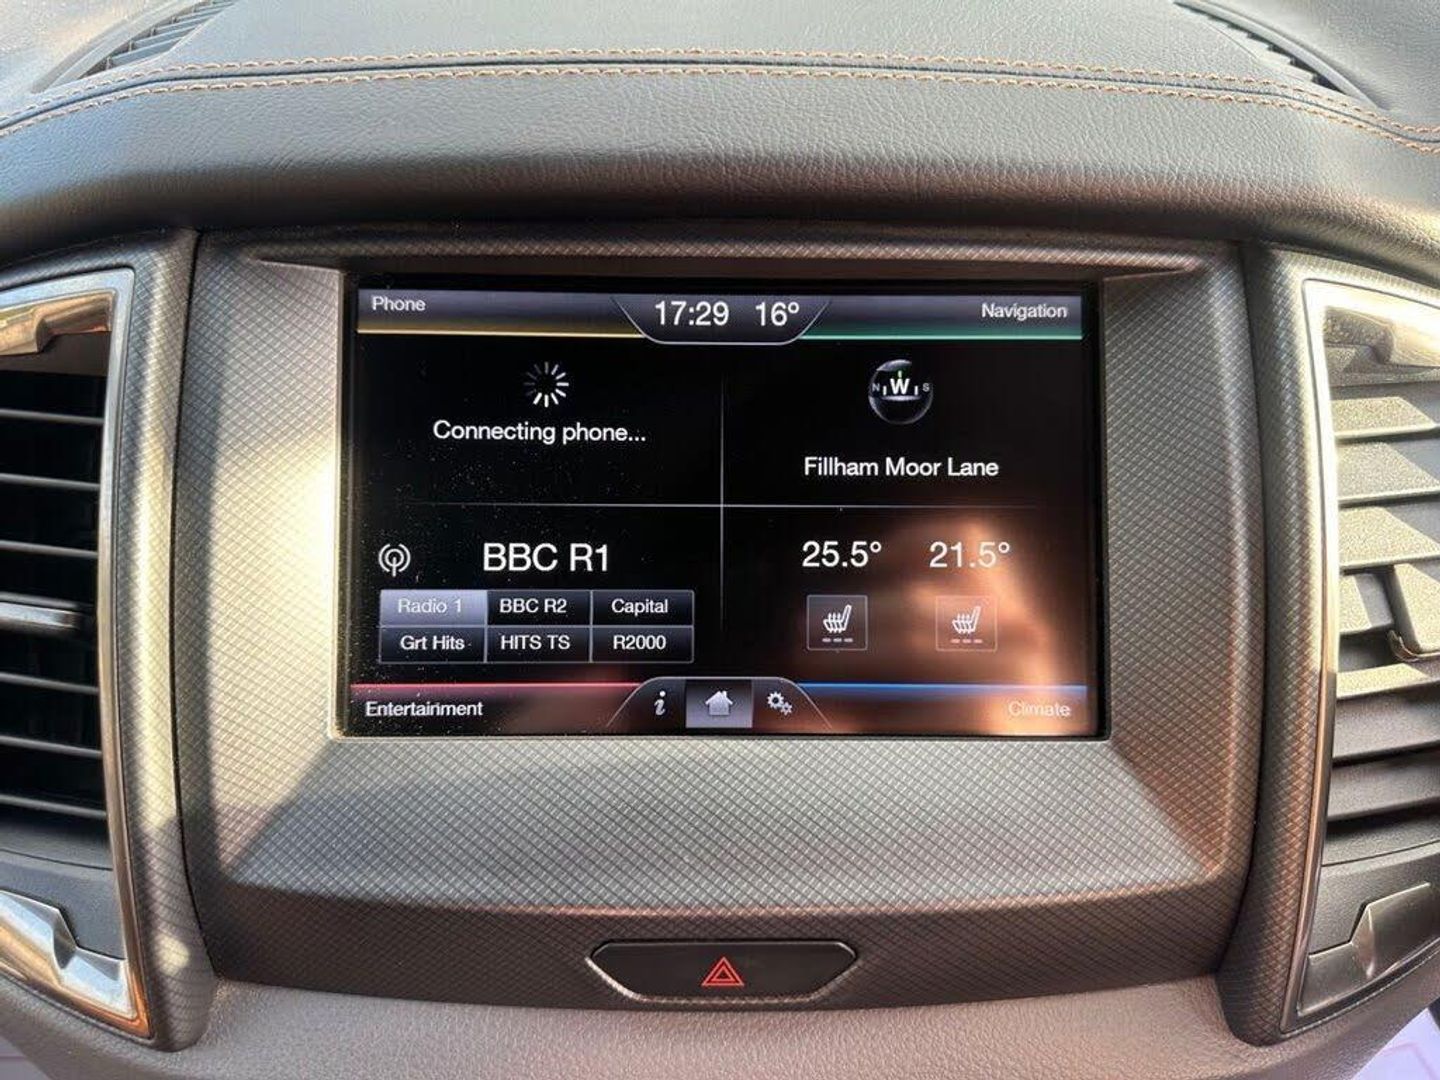 Phone
17:29 16°
Navigation
Connecting phone...
N W S
Fillham Moor Lane
BBC R1
Radio 1 BBC R2 Capital
Grt Hits HITS TS R2000
25.5° 21.5°
Entertainment
i
Climate